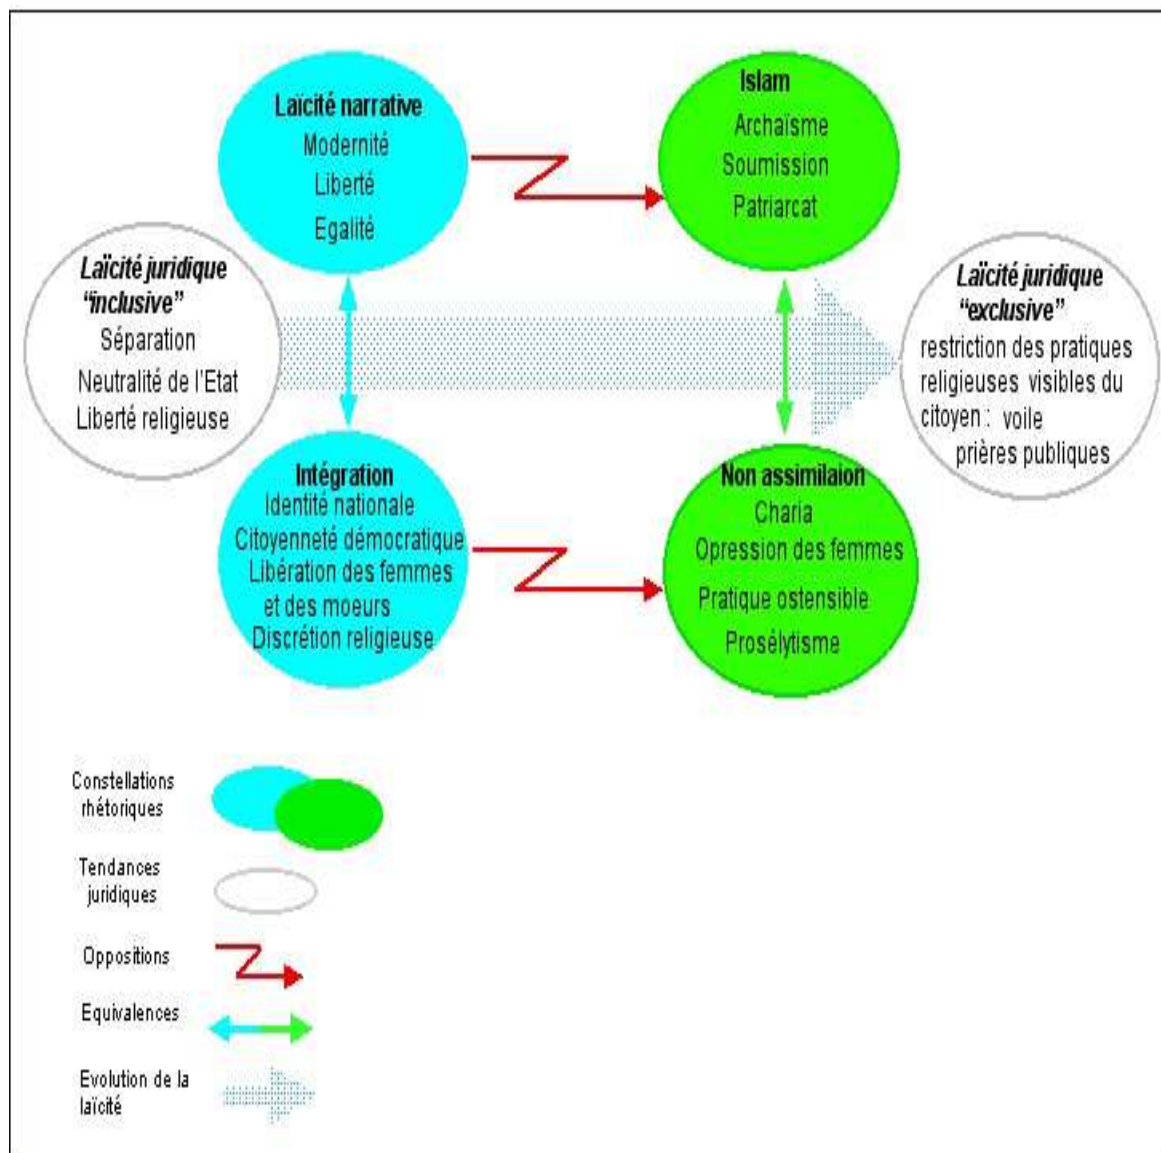 Laïcité narrative
Modernité
Liberté
Egalité
Islam
Archaïsme
Soumission
Patriarcat
Laïcité juridique
“inclusive”
Séparation
Neutralité de l'Etat
Liberté religieuse
Laïcité juridique
“exclusive”
restriction des pratiques
religieuses visibles du
citoyen : voile
prières publiques
Intégration
Identité nationale
Citoyenneté démocratique
Libération des femmes
et des moeurs
Discrétion religieuse
Non assimilaion
Charia
Opression des femmes
Pratique ostensible
Prosélytisme
Constellations
rhétoriques
Tendances
juridiques
Oppositions
Equivalences
Evolution de la
laïcité